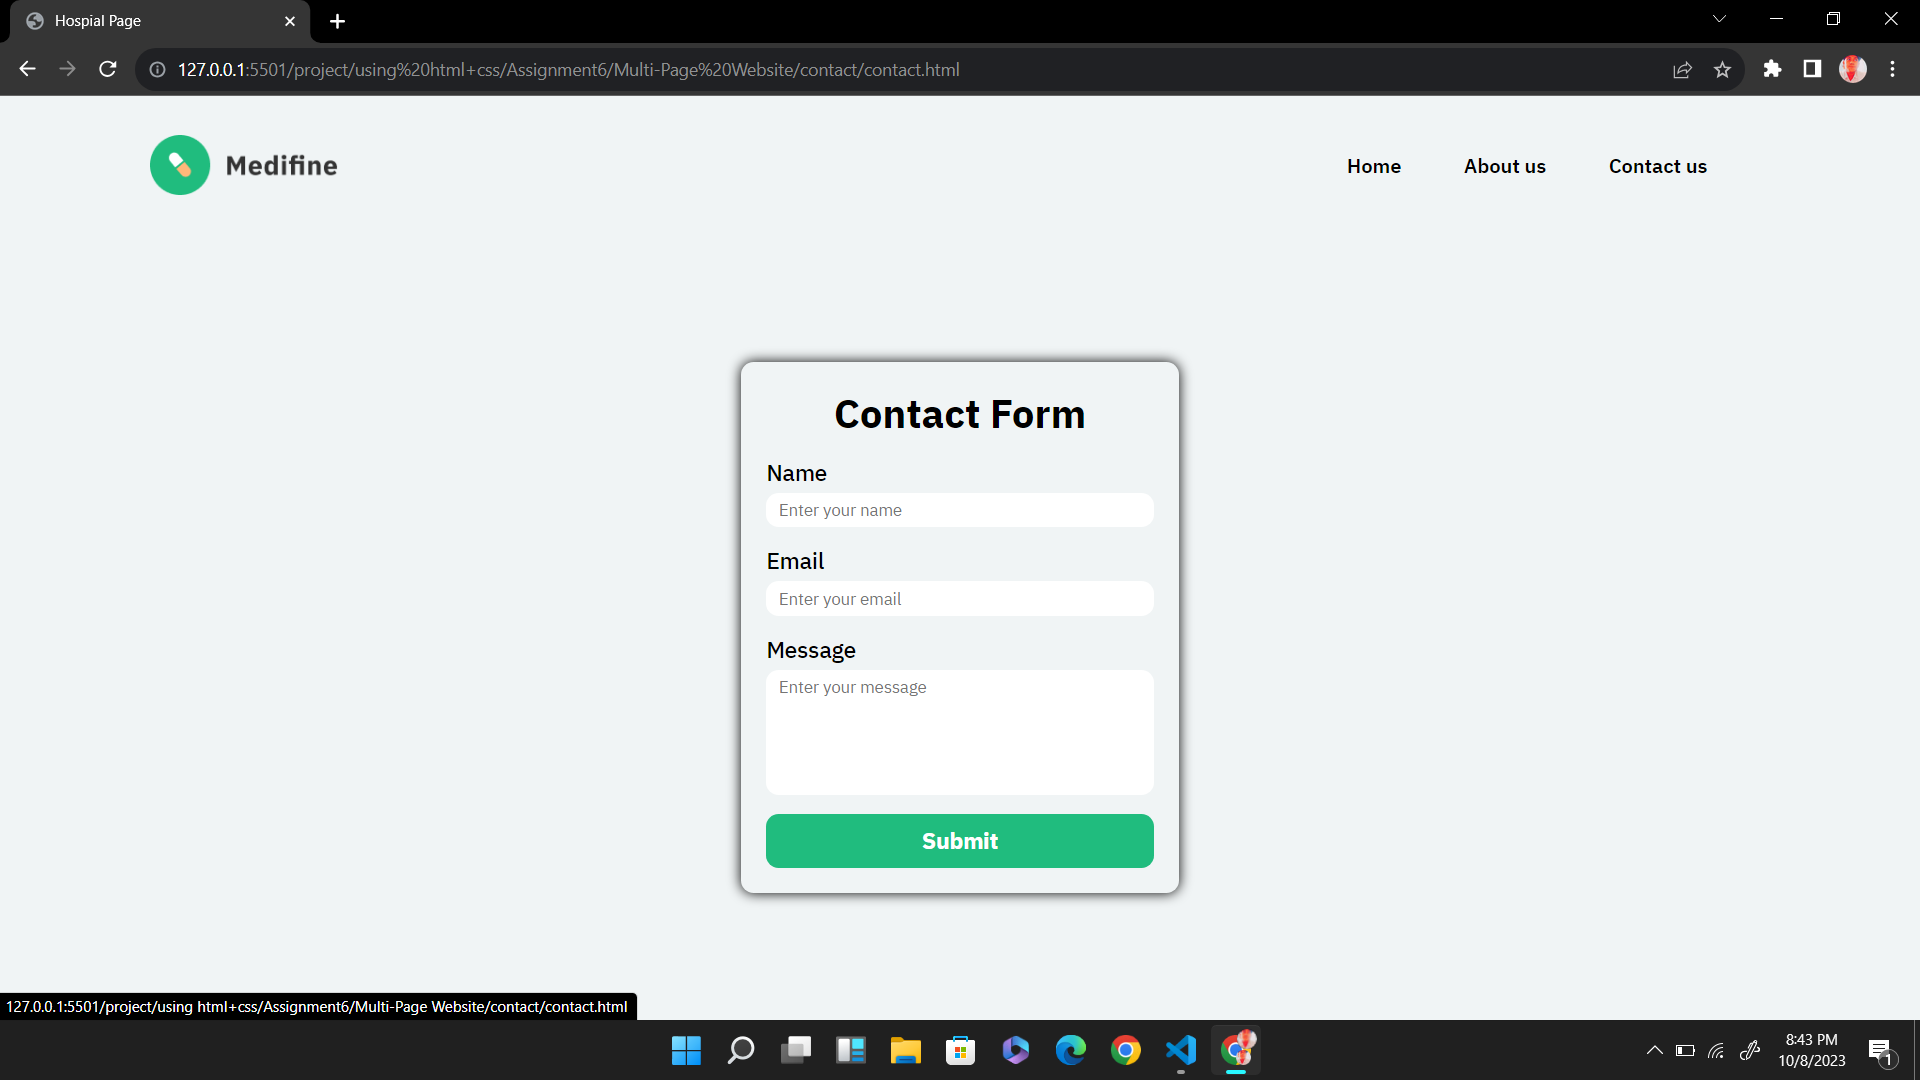 Hospial Page
127.0.0.1:5501/project/using%20html+css/Assignment6/Multi-Page%20Website/contact/contact.html
Medifine
Home About us Contact us
Contact Form
Name
Enter your name
Email
Enter your email
Message
Enter your message
Submit
127.0.0.1:5501/project/using html+css/Assignment6/Multi-Page Website/contact/contact.html
8:43 PM
10/8/2023
1